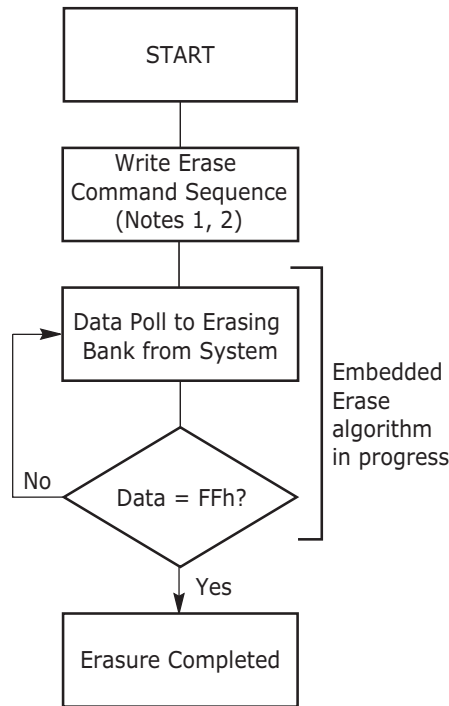 START
Write Erase
Command Sequence
(Notes 1, 2)
Data Poll to Erasing
Bank from System
Embedded
Erase
algorithm
in progress
No
Data = FFh?
Yes
Erasure Completed